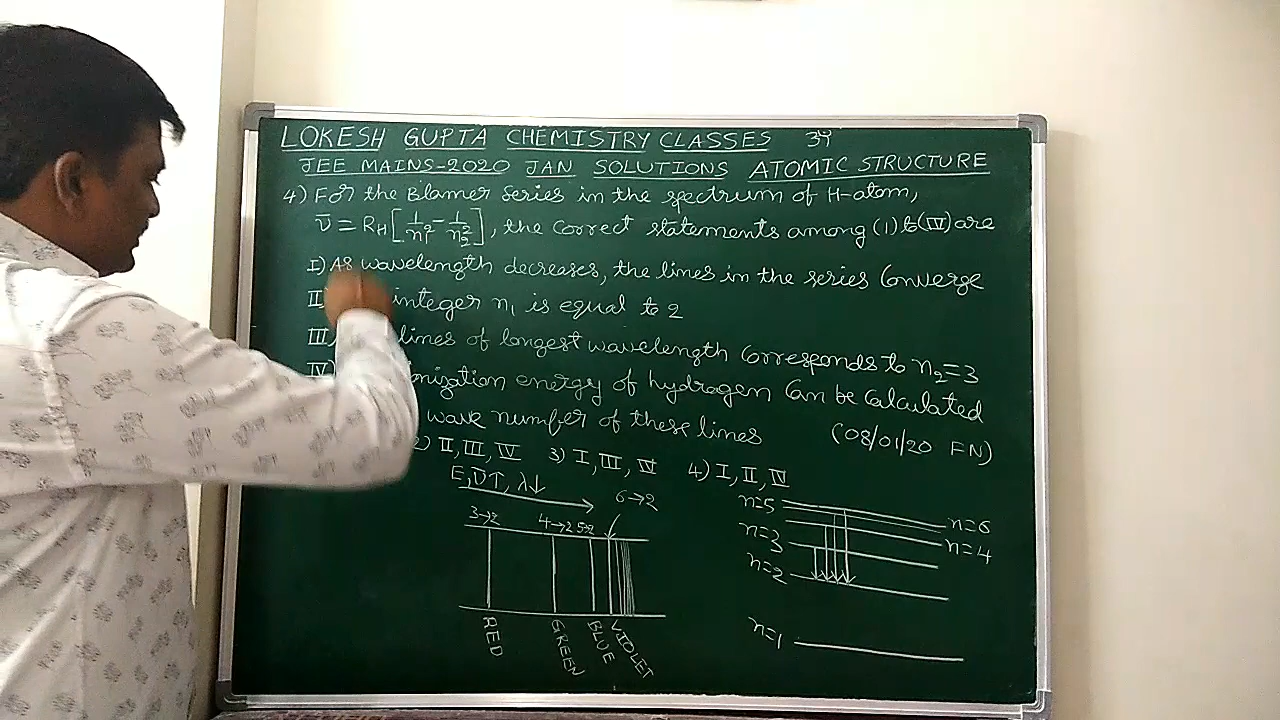 LOKESH GUPTA CHEMISTRY CLASSES 34
JEE MAINS-2020 JAN SOLUTIONS ATOMIC STRUCTURE
4) For the Blamer series in the spectrum of H-atom,
ν̅ = RH[1/n₁² - 1/n₂²], the correct statements among (I) to (IV) are
I) As wavelength decreases, the lines in the series converge
II integer n₁ is equal to 2
III) lines of longest wavelength corresponds to n₂=3
IV onization energy of hydrogen can be calculated
wave number of these lines (08/01/20 FN)
2) II, III, IV 3) I, III, IV 4) I, II, IV
E, ν̅↑, λ↓
6→2
3→2 4→2 5→2
RED GREEN BLUE VIOLET
n=5
n=6
n=3
n=4
n=2
n=1